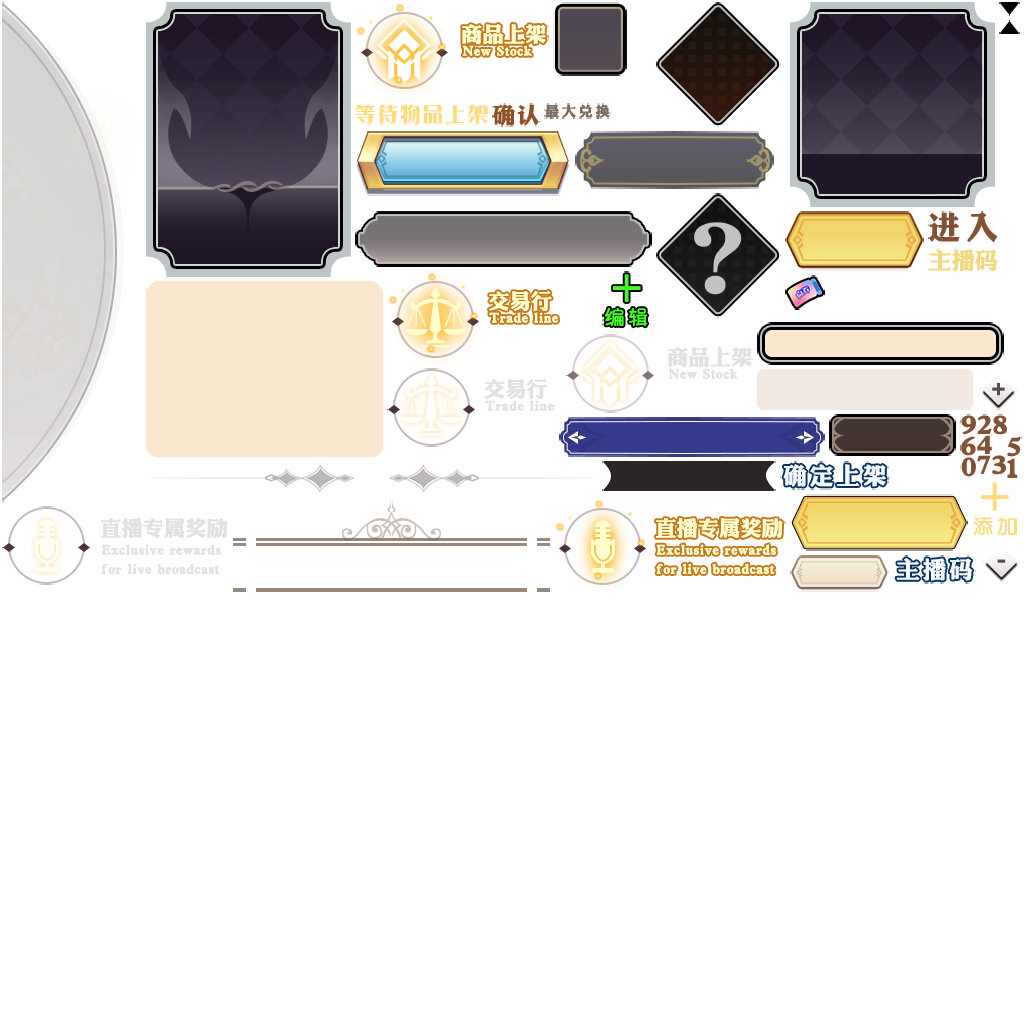 商品上架
New Stock
等待物品上架
确认
最大兑换
?
进入
主播码
交易行
Trade line
+
编辑
商品上架
New Stock
交易行
Trade line
+
928
64 5
0731
确定上架
+
添加
直播专属奖励
Exclusive rewards
for live broadcast
直播专属奖励
Exclusive rewards
for live broadcast
主播码
-